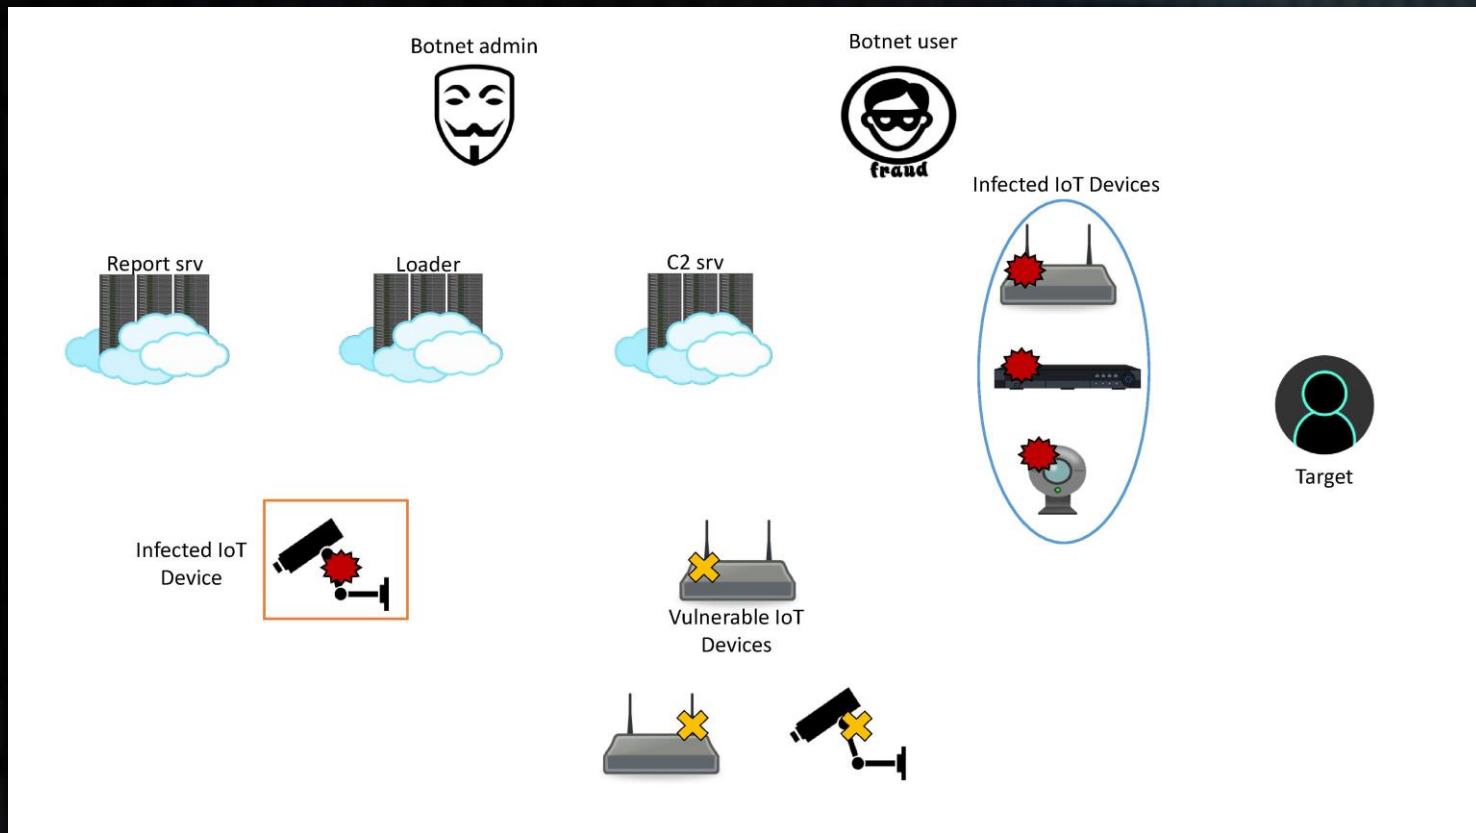 Botnet admin
Botnet user
fraud
Infected IoT Devices
Report srv
Loader
C2 srv
Target
Infected IoT
Device
Vulnerable IoT
Devices